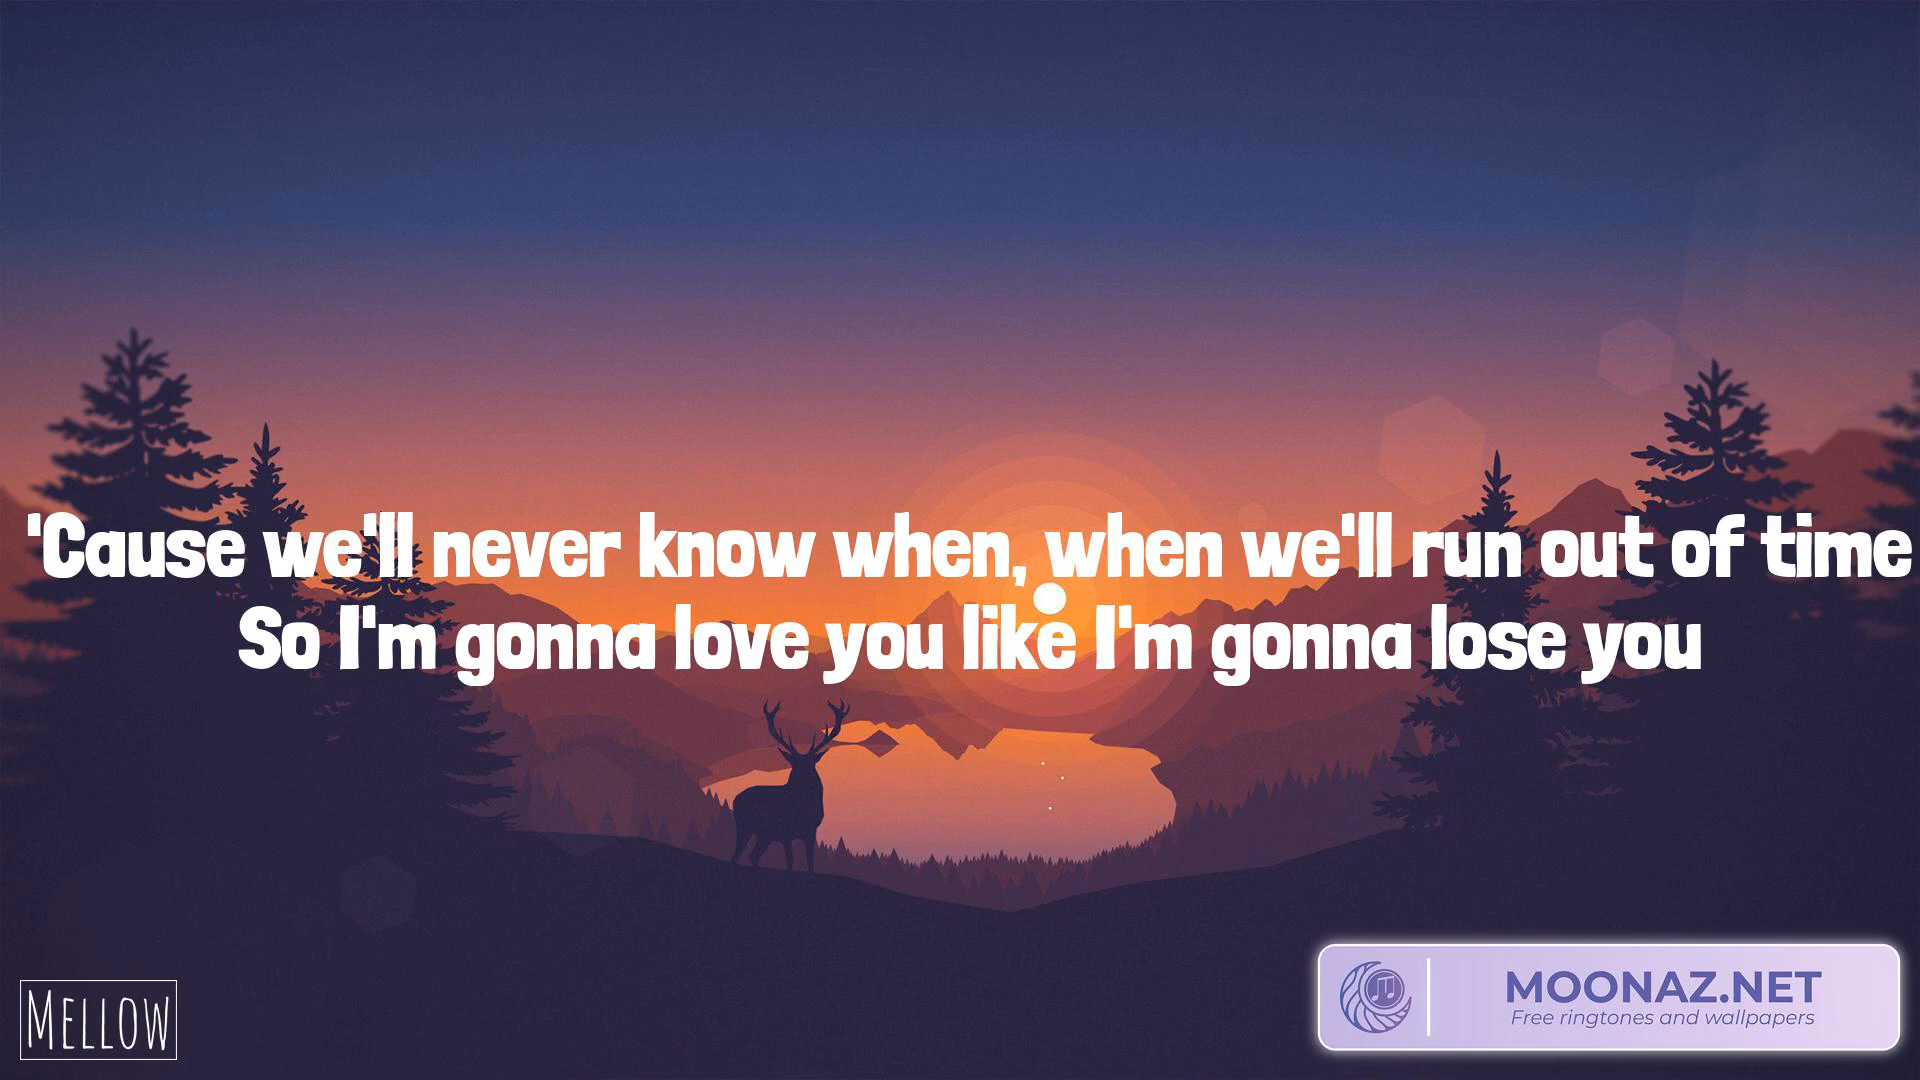 'Cause we'll never know when, when we'll run out of time
So I'm gonna love you like I'm gonna lose you
MELLOW
MOONAZ.NET
Free ringtones and wallpapers